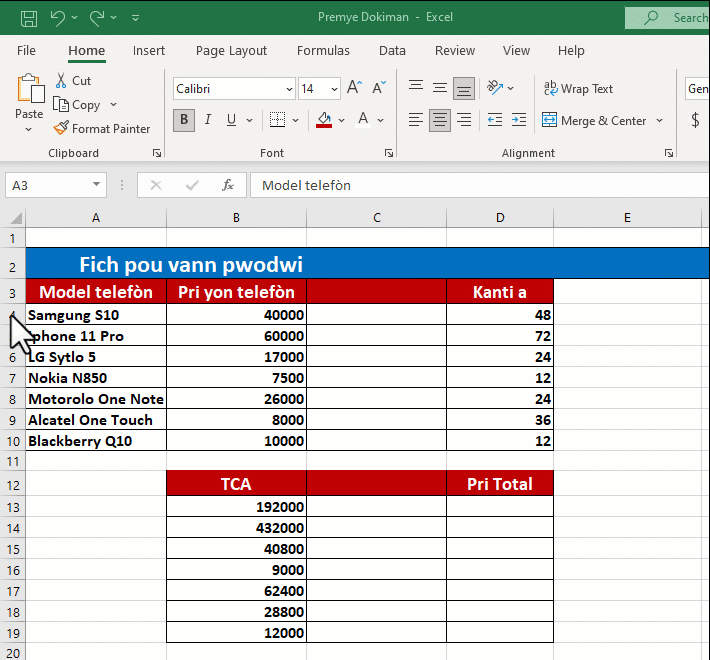 Premye Dokiman - Excel
Search
File Home Insert Page Layout Formulas Data Review View Help
Paste
Cut
Copy
Format Painter
Clipboard
Calibri 14 A A
B I U A
Font
ab Wrap Text
Merge & Center
Alignment
Gen
$
A3 fx Model telefòn
A B C D E
1
2 Fich pou vann pwodwi
3 Model telefòn Pri yon telefòn Kanti a
4 Samgung S10 40000 48
Iphone 11 Pro 60000 72
6 LG Sytlo 5 17000 24
7 Nokia N850 7500 12
8 Motorolo One Note 26000 24
9 Alcatel One Touch 8000 36
10 Blackberry Q10 10000 12
11
12 TCA Pri Total
13 192000
14 432000
15 40800
16 9000
17 62400
18 28800
19 12000
20